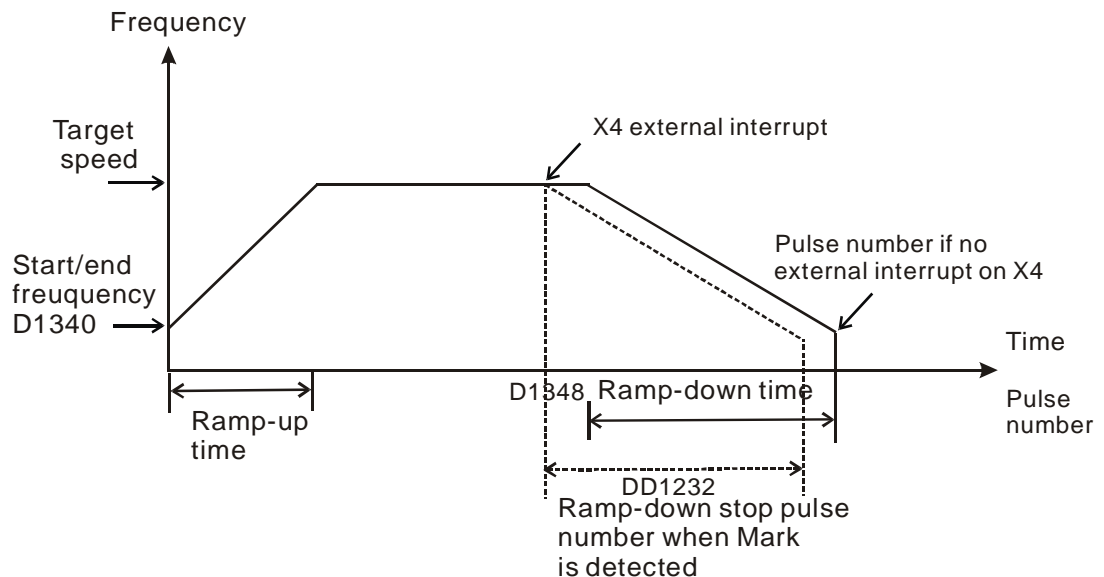 Frequency
Target
speed
X4 external interrupt
Pulse number if no
external interrupt on X4
Start/end
freuquency
D1340
Time
D1348 Ramp-down time
Pulse
number
Ramp-up
time
DD1232
Ramp-down stop pulse
number when Mark
is detected